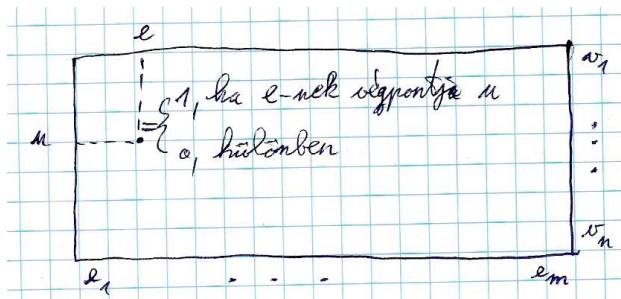 e
v₁
1, ha e-nek végpontja u
u
= {
0, különben
⋮
vₙ
e₁ . . . eₘ